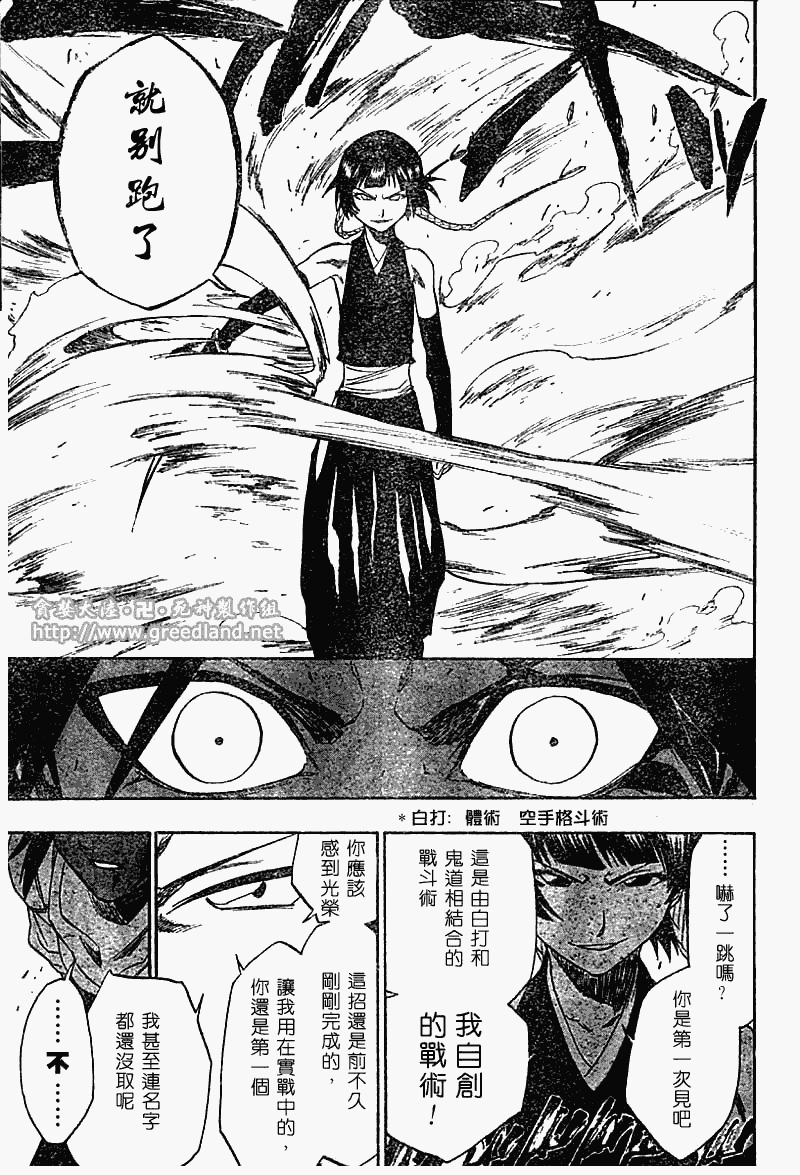 就别跑了
貪婪大陸·卍·死神製作組
http://www.greedland.net
*白打: 體術 空手格斗術
……嚇了一跳嗎?
你是第一次見吧
這是由白打和
鬼道相結合的
戰斗術
我自創
的戰術!
你應該
感到光榮
這招還是前不久
剛剛完成的,
讓我用在實戰中的,
你還是第一個
我甚至連名字
都還沒取呢
……不……